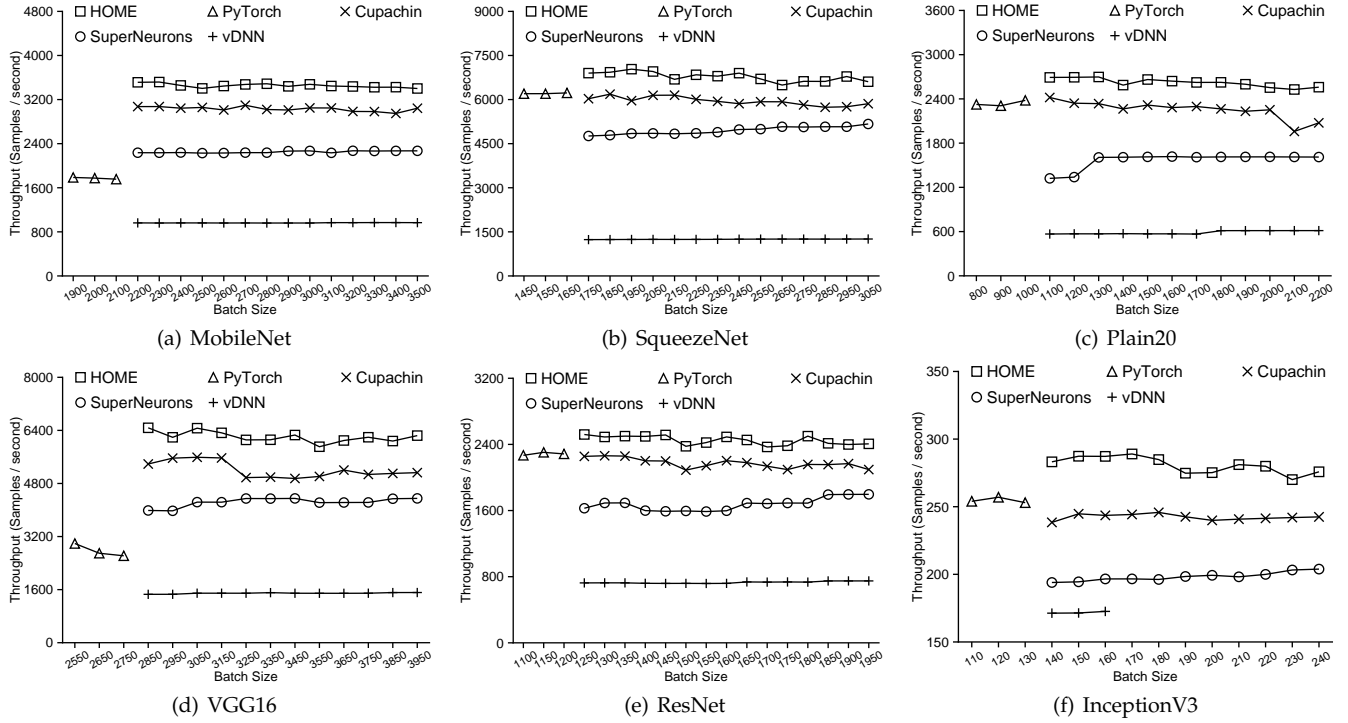 HOME PyTorch Cupachin
SuperNeurons vDNN
Throughput (Samples / second)
4800
4000
3200
2400
1600
800
0
1900 2000 2100 2200 2300 2400 2500 2600 2700 2800 2900 3000 3100 3200 3300 3400 3500
Batch Size
(a) MobileNet
HOME PyTorch Cupachin
SuperNeurons vDNN
Throughput (Samples / second)
9000
7500
6000
4500
3000
1500
0
1450 1550 1650 1750 1850 1950 2050 2150 2250 2350 2450 2550 2650 2750 2850 2950 3050
Batch Size
(b) SqueezeNet
HOME PyTorch Cupachin
SuperNeurons vDNN
Throughput (Samples / second)
3600
3000
2400
1800
1200
600
0
800 900 1000 1100 1200 1300 1400 1500 1600 1700 1800 1900 2000 2100 2200
Batch Size
(c) Plain20
HOME PyTorch Cupachin
SuperNeurons vDNN
Throughput (Samples / second)
8000
6400
4800
3200
1600
0
2550 2650 2750 2850 2950 3050 3150 3250 3350 3450 3550 3650 3750 3850 3950
Batch Size
(d) VGG16
HOME PyTorch Cupachin
SuperNeurons vDNN
Throughput (Samples / second)
3200
2400
1600
800
0
1100 1150 1200 1250 1300 1350 1400 1450 1500 1550 1600 1650 1700 1750 1800 1850 1900 1950
Batch Size
(e) ResNet
HOME PyTorch Cupachin
SuperNeurons vDNN
Throughput (Samples / second)
350
300
250
200
150
110 120 130 140 150 160 170 180 190 200 210 220 230 240
Batch Size
(f) InceptionV3